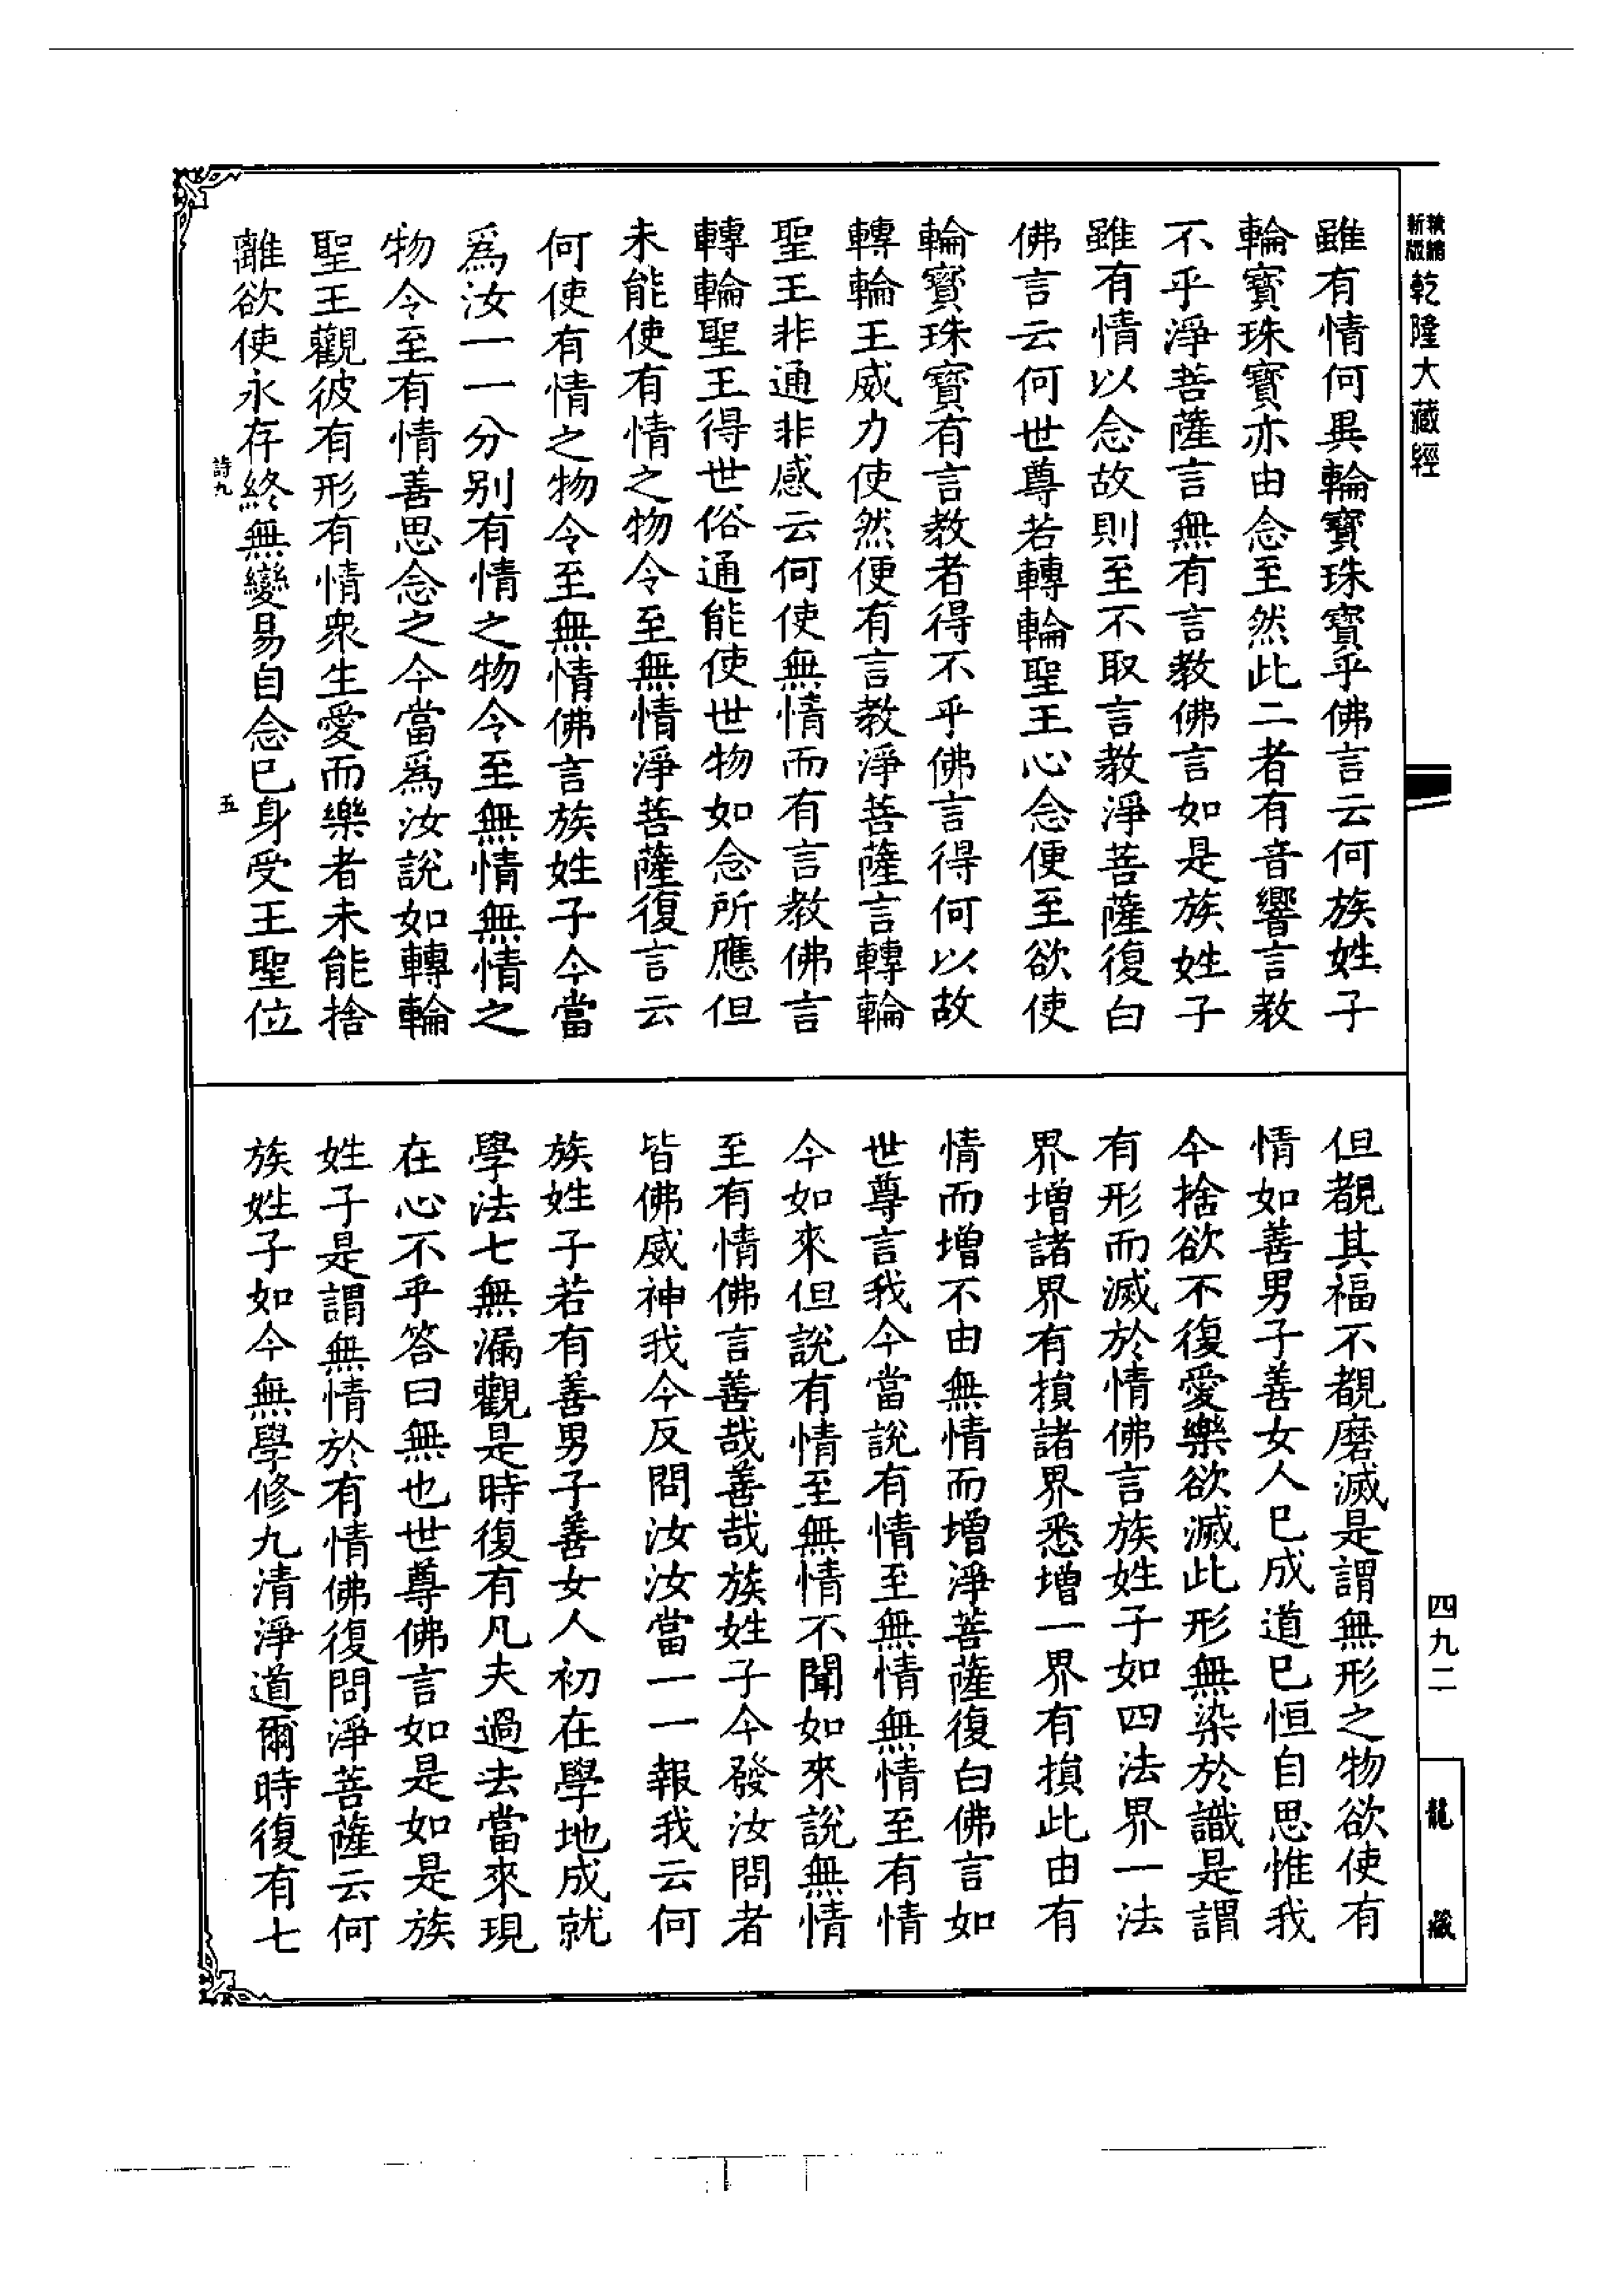 新版
精繕
乾隆大藏經
雖有情何異輪寶珠寶乎佛言云何族姓子
輪寶珠寶亦由念至然此二者有音響言教
不乎淨菩薩言無有言教佛言如是族姓子
雖有情以念故則至不取言教淨菩薩復白
佛言云何世尊若轉輪聖王心念便至欲使
輪寶珠寶有言教者得不乎佛言得何以故
轉輪王威力使然便有言教淨菩薩言轉輪
聖王非通非感云何使無情而有言教佛言
轉輪聖王得世俗通能使世物如念所應但
未能使有情之物令至無情淨菩薩復言云
何使有情之物令至無情佛言族姓子今當
爲汝一一分別有情之物令至無情無情之
物令至有情善思念之今當爲汝說如轉輪
聖王觀彼有形有情衆生愛而樂者未能捨
離欲使永存終無變易自念已身受王聖位
詩九
五
但覩其福不覩磨滅是謂無形之物欲使有
情如善男子善女人已成道已恒自思惟我
今捨欲不復愛樂欲滅此形無染於識是謂
有形而滅於情佛言族姓子如四法界一法
界增諸界有損諸界悉增一界有損此由有
情而增不由無情而增淨菩薩復白佛言如
世尊言我今當說有情至無情無情至有情
今如來但說有情至無情不聞如來說無情
至有情佛言善哉善哉族姓子今發汝問者
皆佛威神我今反問汝汝當一一報我云何
族姓子若有善男子善女人初在學地成就
學法七無漏觀是時復有凡夫過去當來現
在心不乎答曰無也世尊佛言如是如是族
姓子是謂無情於有情佛復問淨菩薩云何
族姓子如今無學修九清淨道爾時復有七
四九二
龍藏